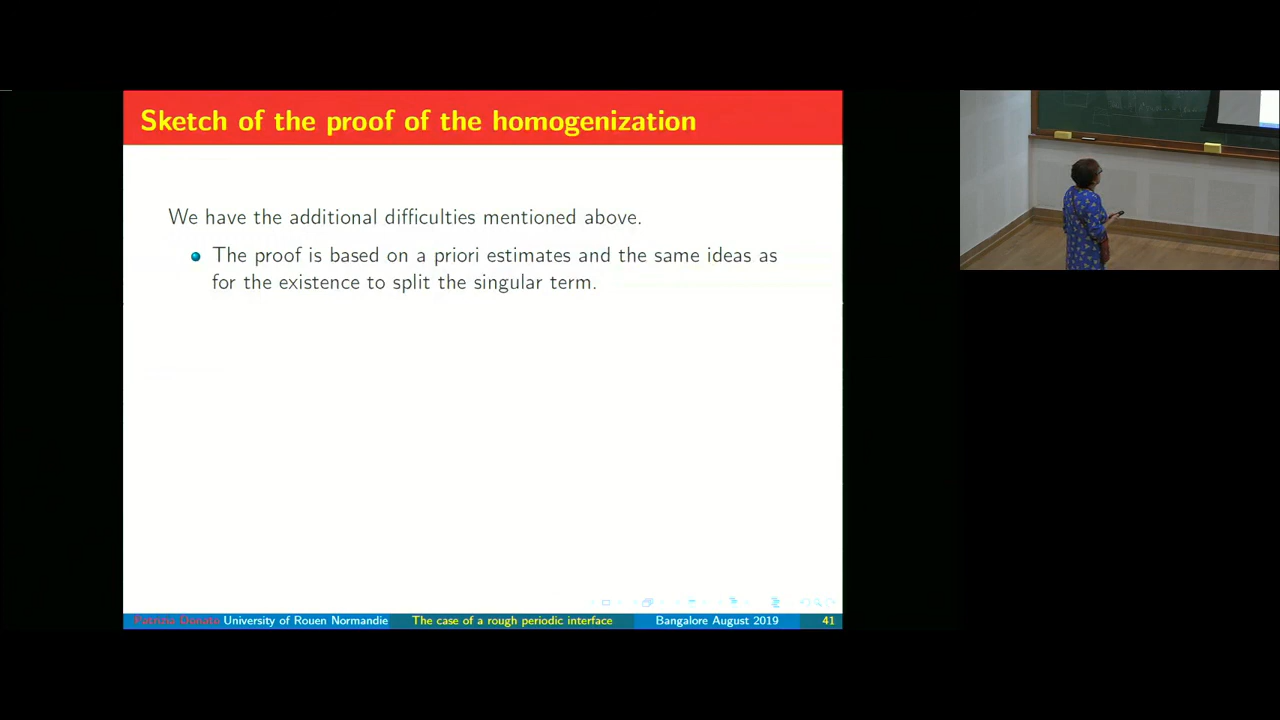 Sketch of the proof of the homogenization
We have the additional difficulties mentioned above.
The proof is based on a priori estimates and the same ideas as
for the existence to split the singular term.
Patrizia Donato University of Rouen Normandie The case of a rough periodic interface Bangalore August 2019 41